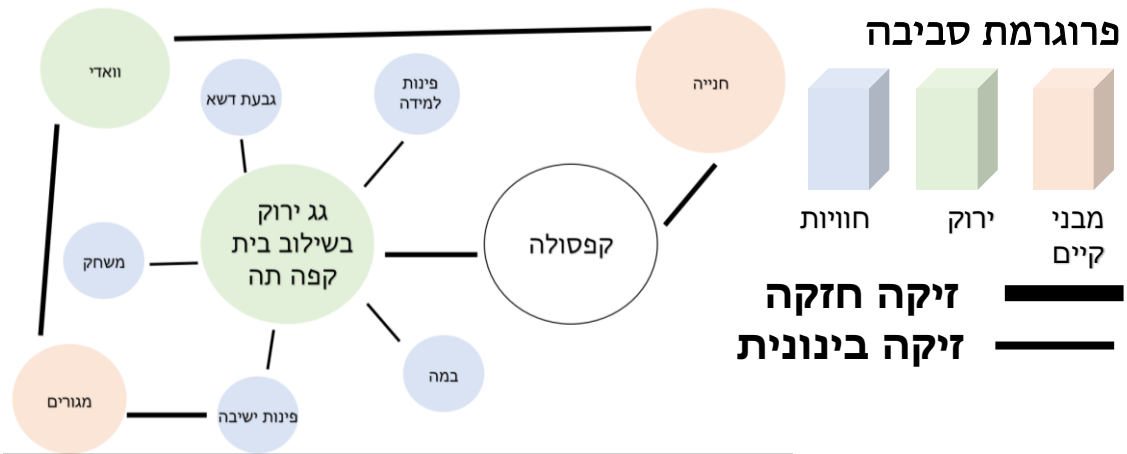 פרוגרמת סביבה
מבני
קיים
ירוק
חוויות
זיקה חזקה
זיקה בינונית
חנייה
וואדי
פינות
למידה
גבעת דשא
גג ירוק
בשילוב בית
קפה תה
קפסולה
משחק
במה
פינות ישיבה
מגורים